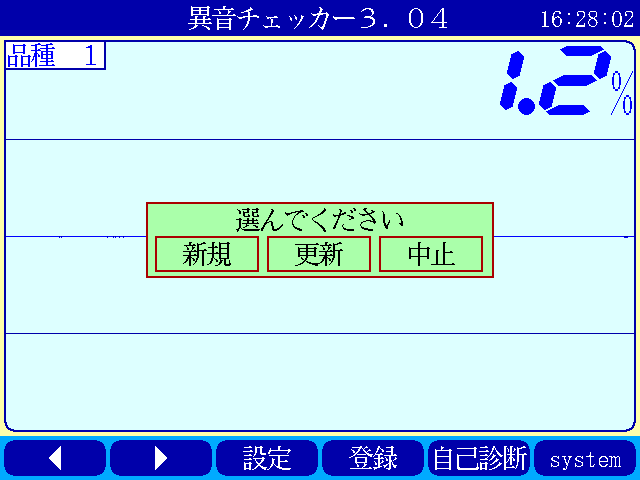 異音チェッカー３．０４ 16:28:02
品種 1
1.2%
選んでください
新規 更新 中止
設定 登録 自己診断 system